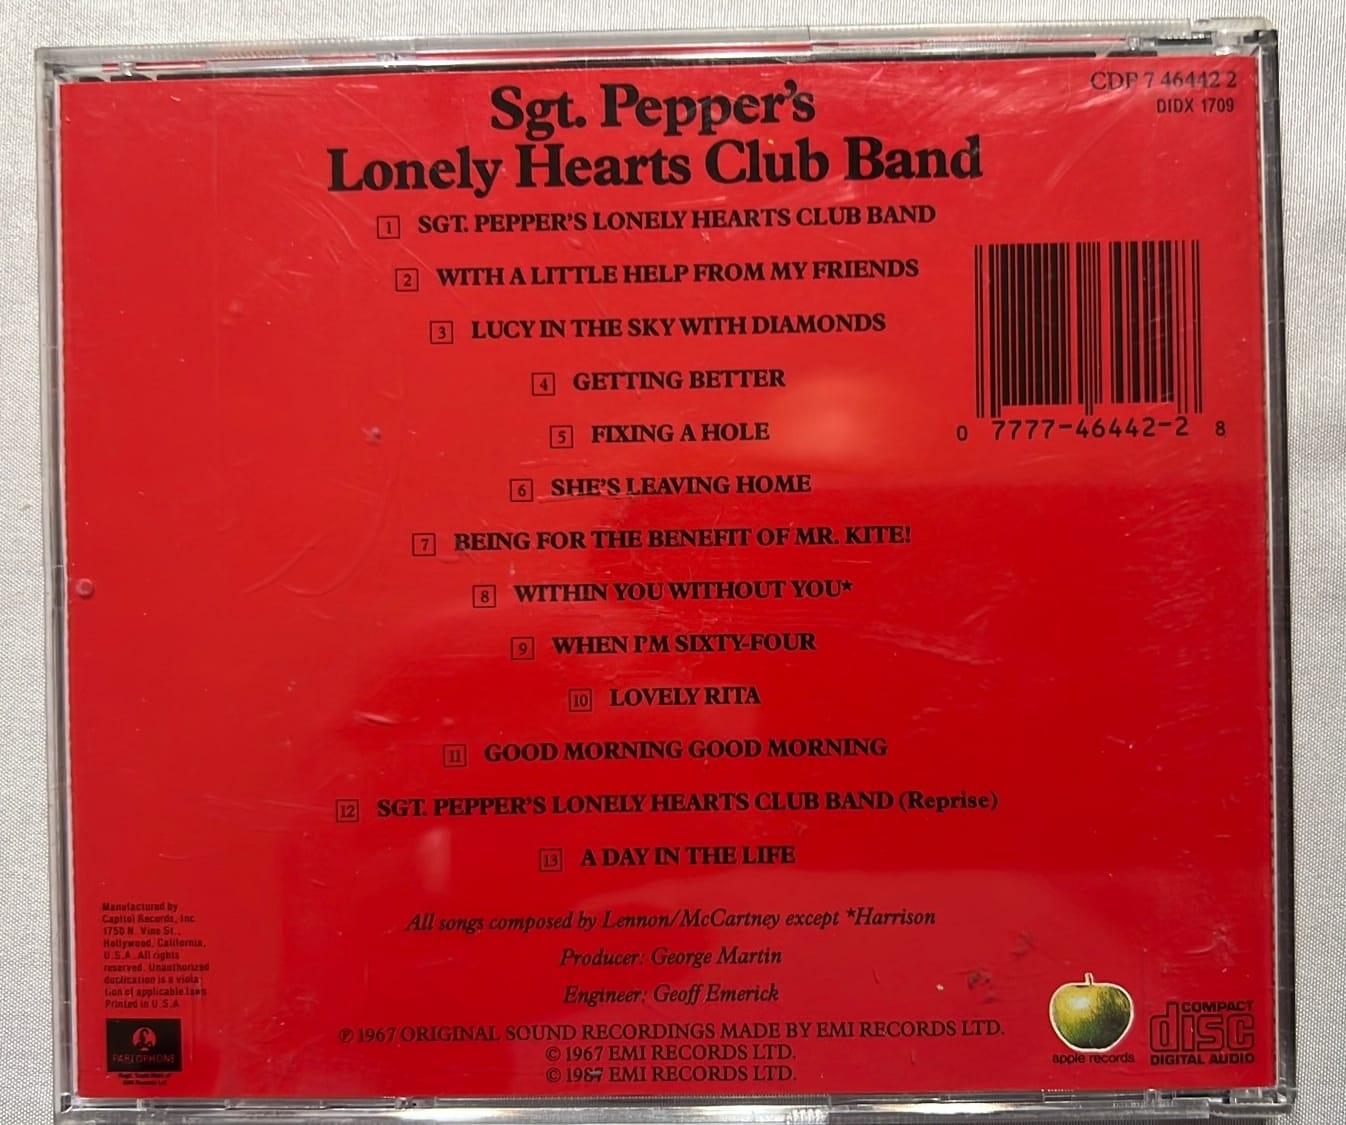 CDP 7 46442 2
DIDX 1709
Sgt. Pepper's
Lonely Hearts Club Band
1 SGT. PEPPER'S LONELY HEARTS CLUB BAND
2 WITH A LITTLE HELP FROM MY FRIENDS
3 LUCY IN THE SKY WITH DIAMONDS
4 GETTING BETTER
5 FIXING A HOLE
6 SHE'S LEAVING HOME
7 BEING FOR THE BENEFIT OF MR. KITE!
8 WITHIN YOU WITHOUT YOU★
9 WHEN I'M SIXTY-FOUR
10 LOVELY RITA
11 GOOD MORNING GOOD MORNING
12 SGT. PEPPER'S LONELY HEARTS CLUB BAND (Reprise)
13 A DAY IN THE LIFE
0 7777-46442-2 8
All songs composed by Lennon/McCartney except *Harrison
Producer: George Martin
Engineer: Geoff Emerick
℗ 1967 ORIGINAL SOUND RECORDINGS MADE BY EMI RECORDS LTD.
© 1967 EMI RECORDS LTD.
© 1987 EMI RECORDS LTD.
Manufactured by
Capitol Records, Inc
1750 N. Vine St.,
Hollywood, California,
U.S.A. All rights
reserved. Unauthorized
duplication is a viola-
tion of applicable laws
Printed in U.S.A
PARLOPHONE
Regd. Trade Mark of
EMI Records Ltd
apple records
COMPACT
disc
DIGITAL AUDIO